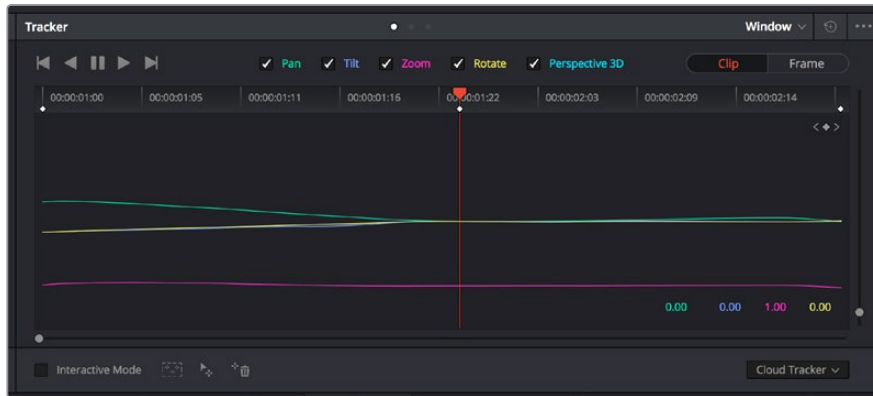 Tracker Window
Pan Tilt Zoom Rotate Perspective 3D Clip Frame
00:00:01:00 00:00:01:05 00:00:01:11 00:00:01:16 00:00:01:22 00:00:02:03 00:00:02:09 00:00:02:14
0.00 0.00 1.00 0.00
Interactive Mode Cloud Tracker